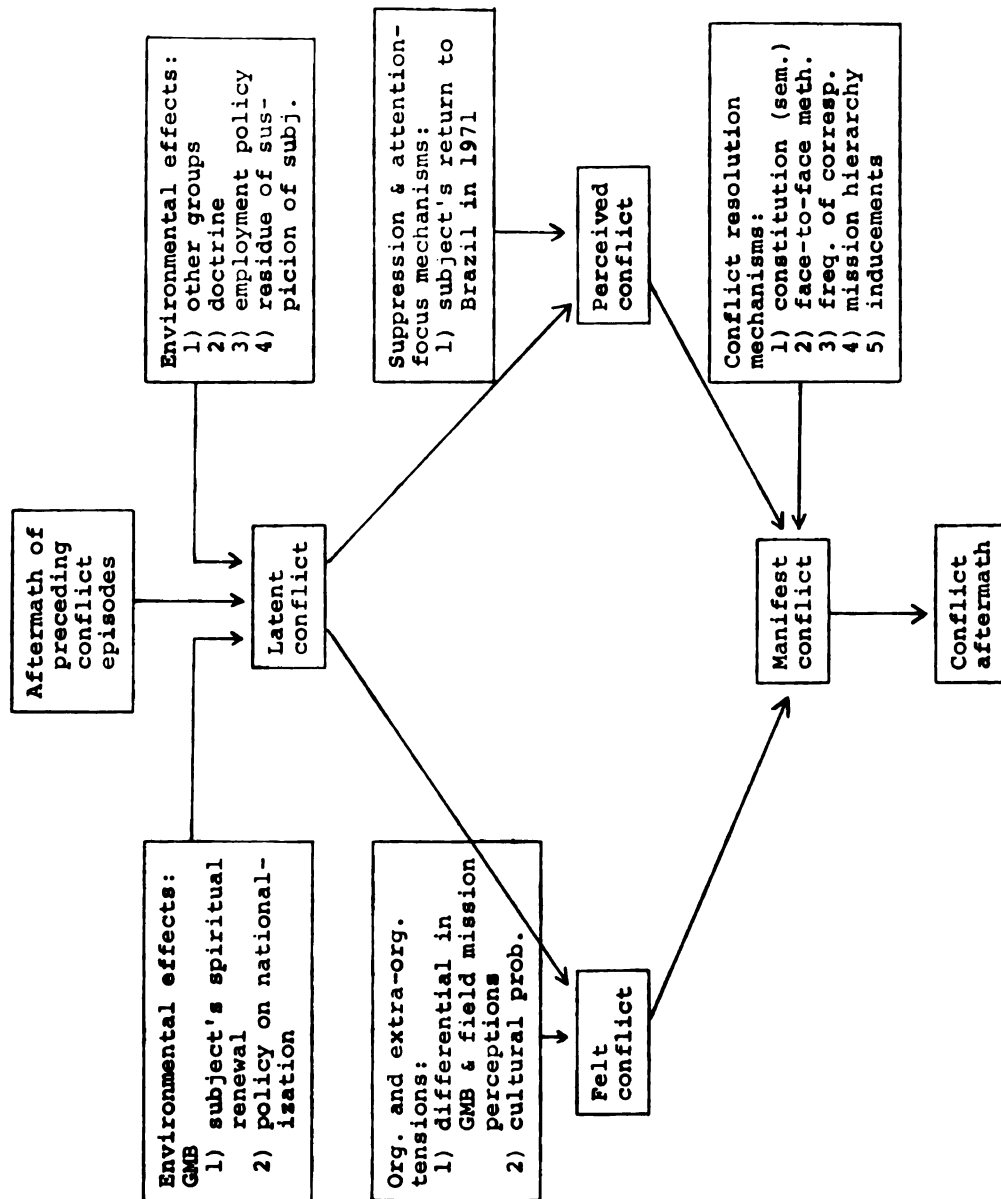 Aftermath of
preceding
conflict
episodes
Environmental effects:
GMB
1) subject's spiritual
renewal
2) policy on national-
ization
Environmental effects:
1) other groups
2) doctrine
3) employment policy
4) residue of sus-
picion of subj.
Latent
conflict
Org. and extra-org.
tensions:
1) differential in
GMB & field mission
perceptions
2) cultural prob.
Suppression & attention-
focus mechanisms:
1) subject's return to
Brazil in 1971
Felt
conflict
Perceived
conflict
Manifest
conflict
Conflict resolution
mechanisms:
1) constitution (sem.)
2) face-to-face meth.
3) freq. of corresp.
4) mission hierarchy
5) inducements
Conflict
aftermath